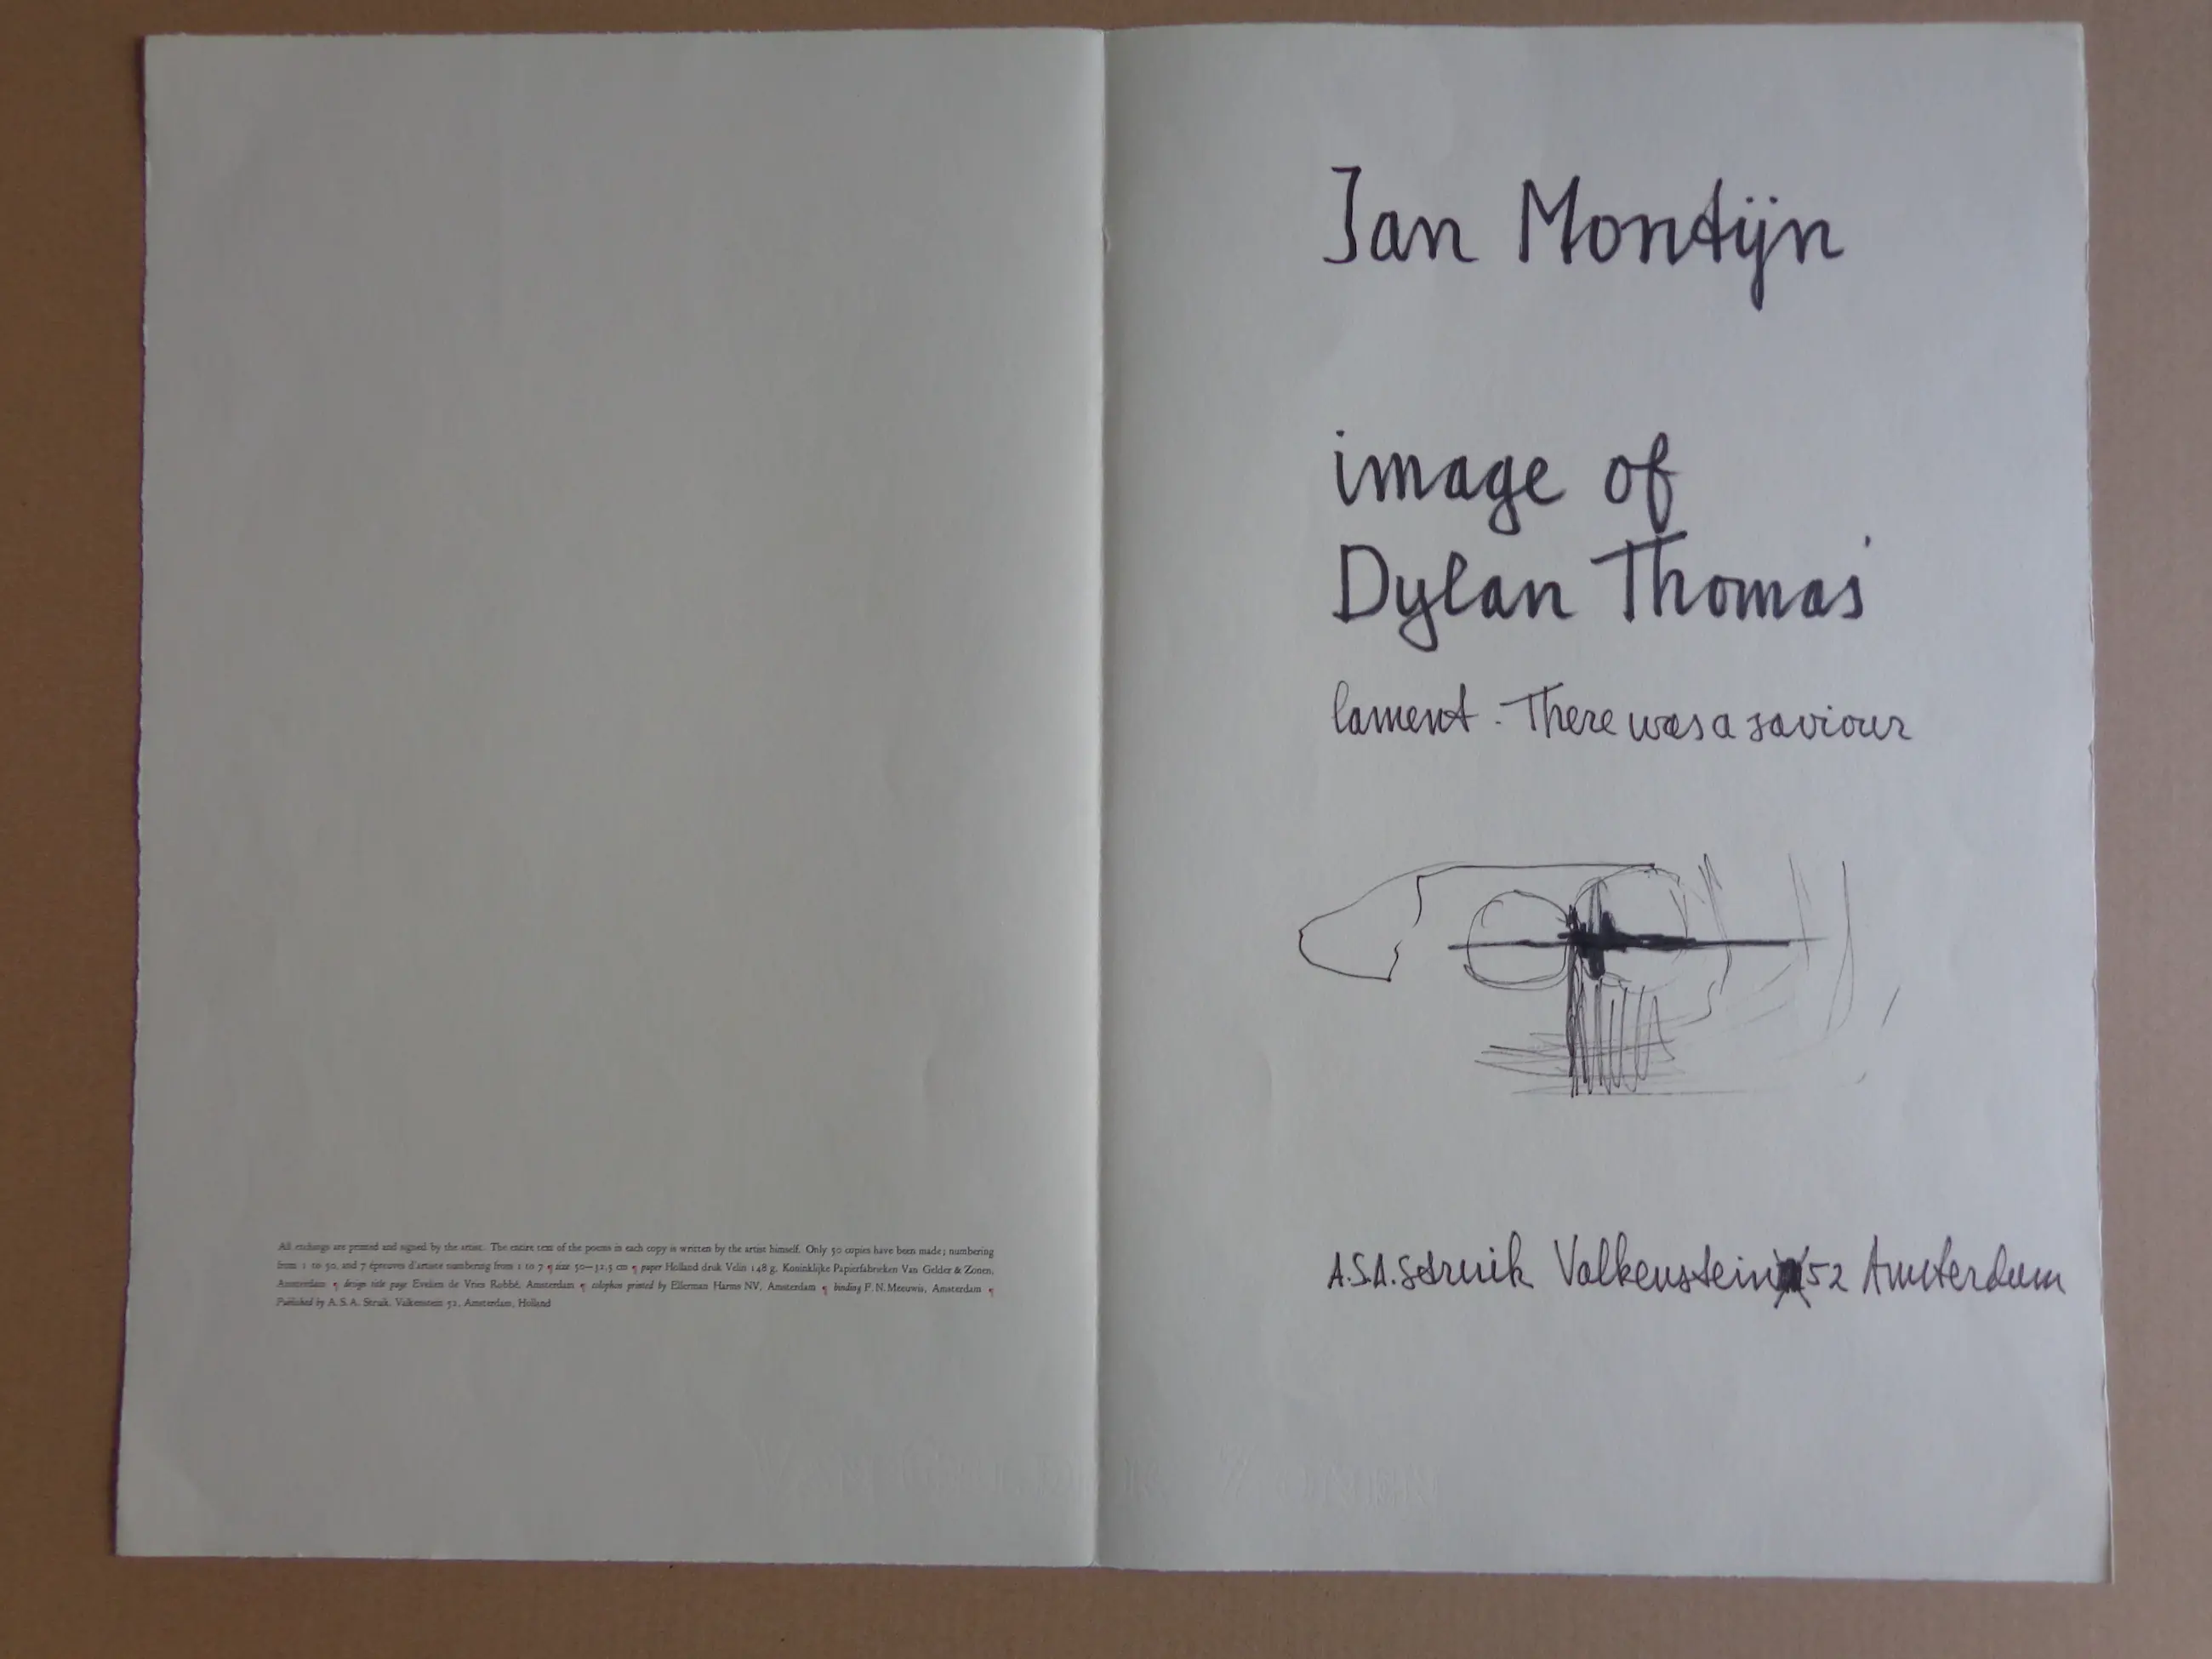 All etchings are printed and signed by the artist. The entire text of the poems in each copy is written by the artist himself. Only 50 copies have been made; numbering
from 1 to 50, and 7 épreuves d'artiste numbering from 1 to 7 ¶ size 50—32,5 cm ¶ paper Holland druk Velin 148 g. Koninklijke Papierfabrieken Van Gelder & Zonen,
Amsterdam ¶ design title page Evelien de Vries Robbé, Amsterdam ¶ colophon printed by Ellerman Harms NV, Amsterdam ¶ binding P. N. Meeuwis, Amsterdam ¶
Published by A. S. A. Struik, Valkenstein 52, Amsterdam, Holland
VAN GELDER ZONEN
Jan Montijn
image of
Dylan Thomas
lament - There was a saviour
A.S.A. Struik Valkenstein 52 Amsterdam